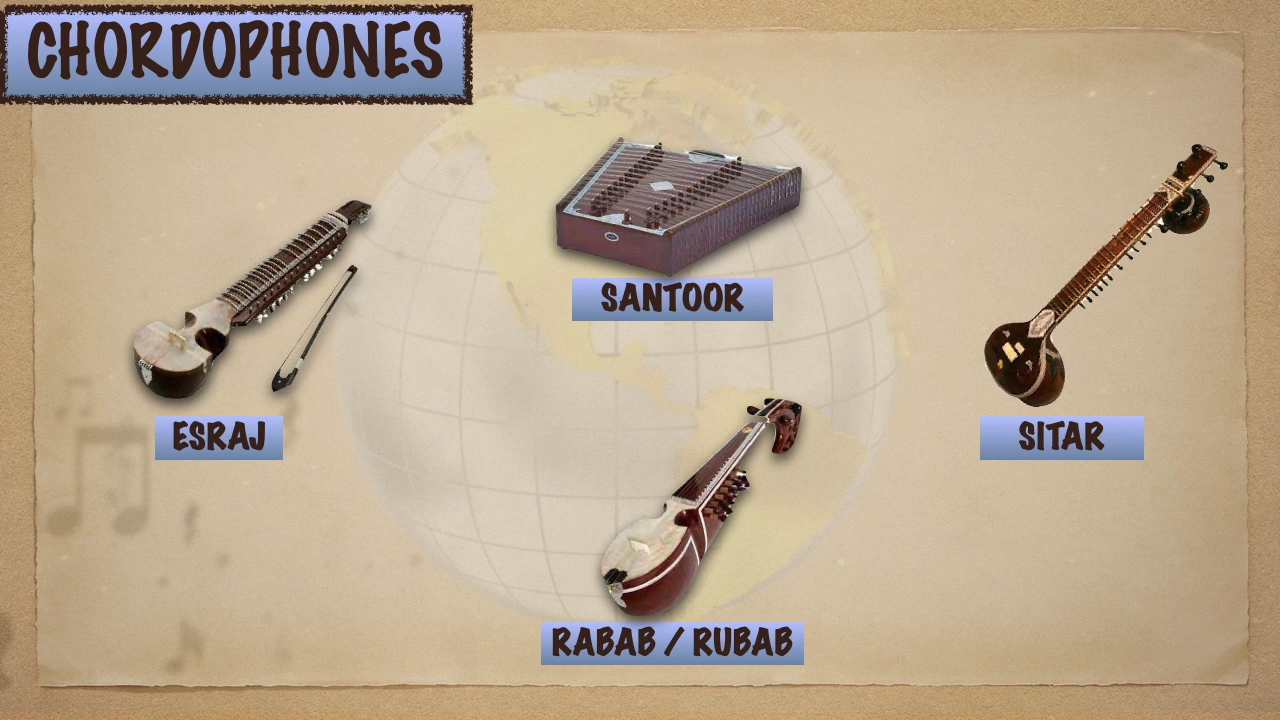 CHORDOPHONES
SANTOOR
ESRAJ
SITAR
RABAB / RUBAB